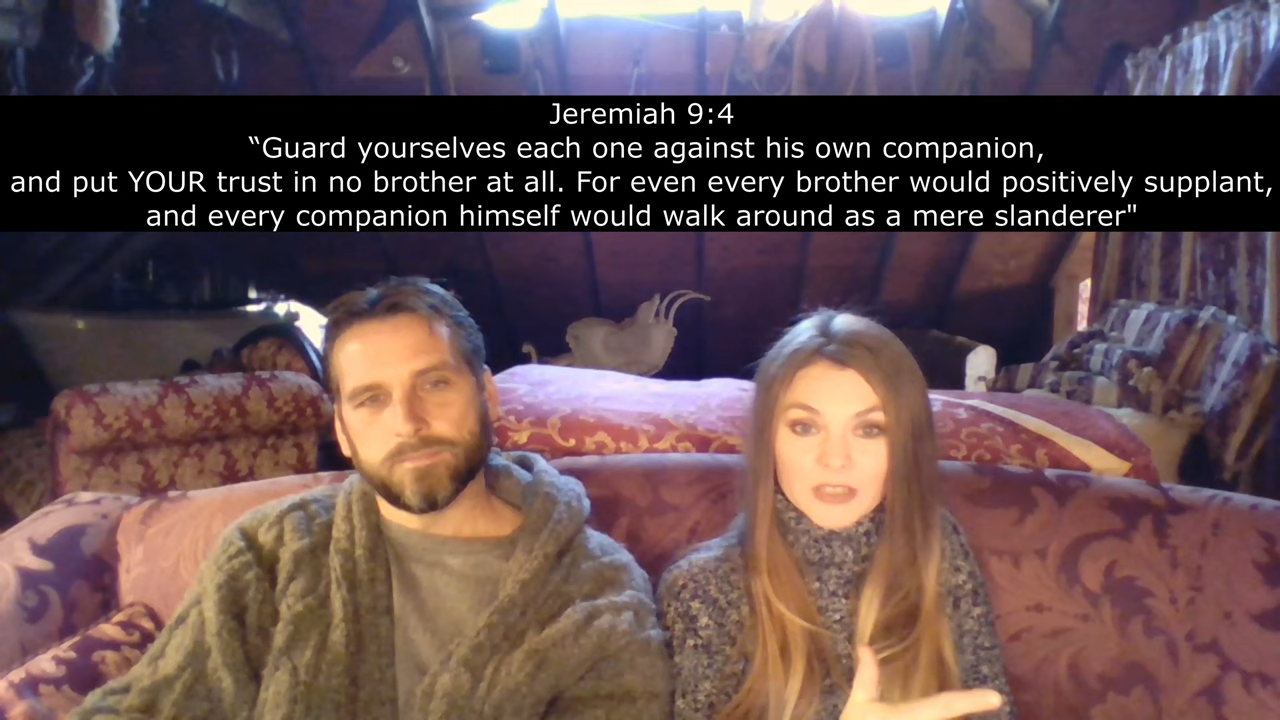 Jeremiah 9:4
“Guard yourselves each one against his own companion,
and put YOUR trust in no brother at all. For even every brother would positively supplant,
and every companion himself would walk around as a mere slanderer"